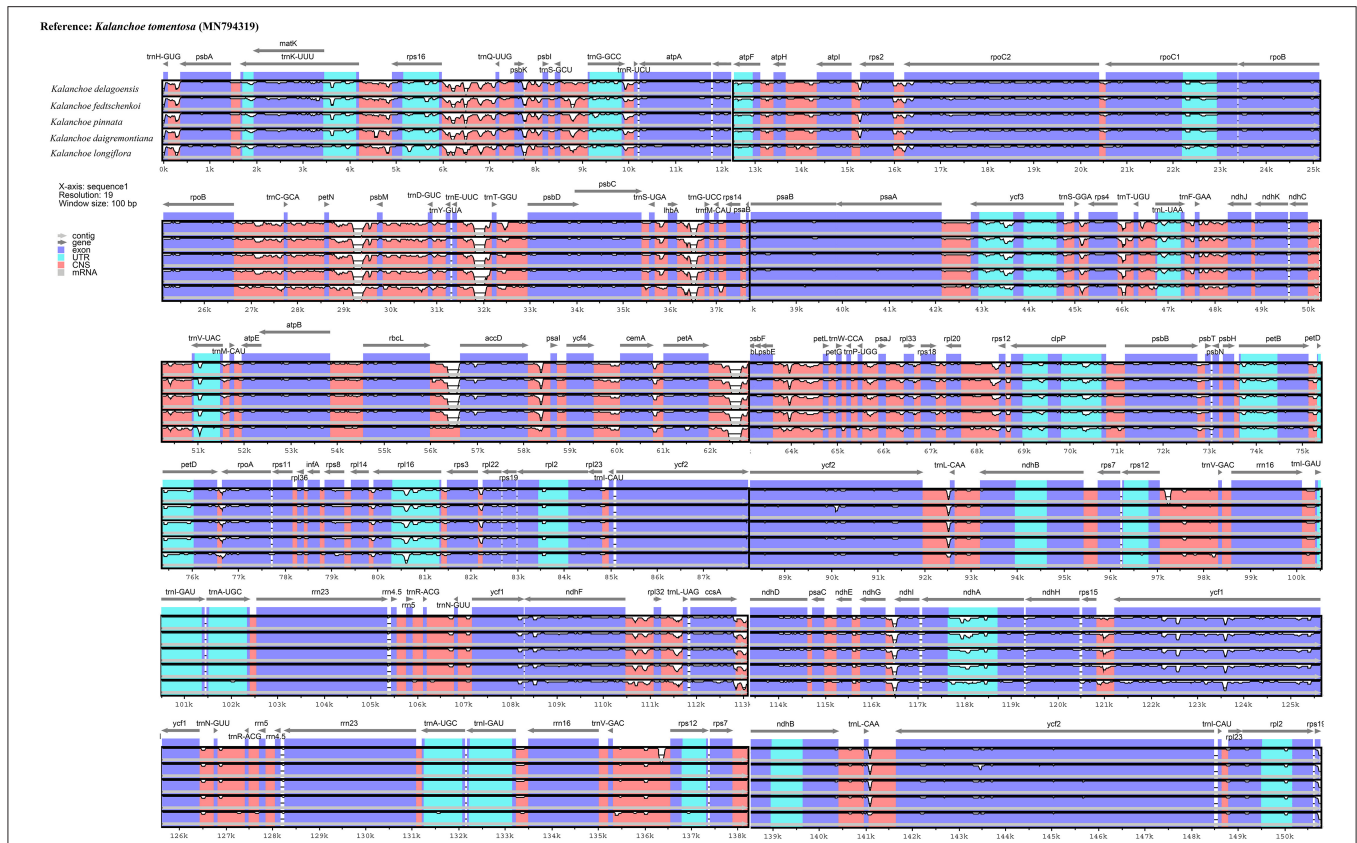 Reference: Kalanchoe tomentosa (MN794319)
matK
trnH-GUG psbA trnK-UUU rps16 trnQ-UUG psbI trnG-GCC atpA atpF atpH atpI rps2 rpoC2 rpoC1 rpoB
psbK trnS-GCU trnR-UCU
Kalanchoe delagoensis
Kalanchoe fedtschenkoi
Kalanchoe pinnata
Kalanchoe daigremontiana
Kalanchoe longiflora
0k 1k 2k 3k 4k 5k 6k 7k 8k 9k 10k 11k 12k 13k 14k 15k 16k 17k 18k 19k 20k 21k 22k 23k 24k 25k
X-axis: sequence1
Resolution: 19
Window size: 100 bp
contig
gene
exon
UTR
CNS
mRNA
psbC
rpoB trnC-GCA petN psbM trnD-GUC trnE-UUC trnT-GGU psbD trnS-UGA trnG-UCC rps14 psaB psaA ycf3 trnS-GGA rps4 trnT-UGU trnF-GAA ndhJ ndhK ndhC
trnY-GUA lhbA trnfM-CAU psaB trnL-UAA
26k 27k 28k 29k 30k 31k 32k 33k 34k 35k 36k 37k 38k 39k 40k 41k 42k 43k 44k 45k 46k 47k 48k 49k 50k
atpB
trnV-UAC atpE rbcL accD psaI ycf4 cemA petA psbF petL trnW-CCA psaJ rpl33 rpl20 rps12 clpP psbB psbT psbH petB petD
trnM-CAU psbE petG trnP-UGG rps18 psbN
51k 52k 53k 54k 55k 56k 57k 58k 59k 60k 61k 62k 63k 64k 65k 66k 67k 68k 69k 70k 71k 72k 73k 74k 75k
petD rpoA rps11 infA rps8 rpl14 rpl16 rps3 rpl22 rpl2 rpl23 ycf2 ycf2 trnL-CAA ndhB rps7 rps12 trnV-GAC rrn16 trnI-GAU
rpl36 rps19 trnI-CAU
76k 77k 78k 79k 80k 81k 82k 83k 84k 85k 86k 87k 89k 90k 91k 92k 93k 94k 95k 96k 97k 98k 99k 100k
trnI-GAU trnA-UGC rrn23 rrn4.5 trnR-ACG ycf1 ndhF rpl32 trnL-UAG ccsA ndhD psaC ndhE ndhG ndhI ndhA ndhH rps15 ycf1
rrn5 trnN-GUU
101k 102k 103k 104k 105k 106k 107k 108k 109k 110k 111k 112k 113k 114k 115k 116k 117k 118k 119k 120k 121k 122k 123k 124k 125k
ycf1 trnN-GUU rrn5 rrn23 trnA-UGC trnI-GAU rrn16 trnV-GAC rps12 rps7 ndhB trnL-CAA ycf2 trnI-CAU rpl2 rps19
trnR-ACG rrn4.5 rpl23
126k 127k 128k 129k 130k 131k 132k 133k 134k 135k 136k 137k 138k 139k 140k 141k 142k 143k 144k 145k 146k 147k 148k 149k 150k